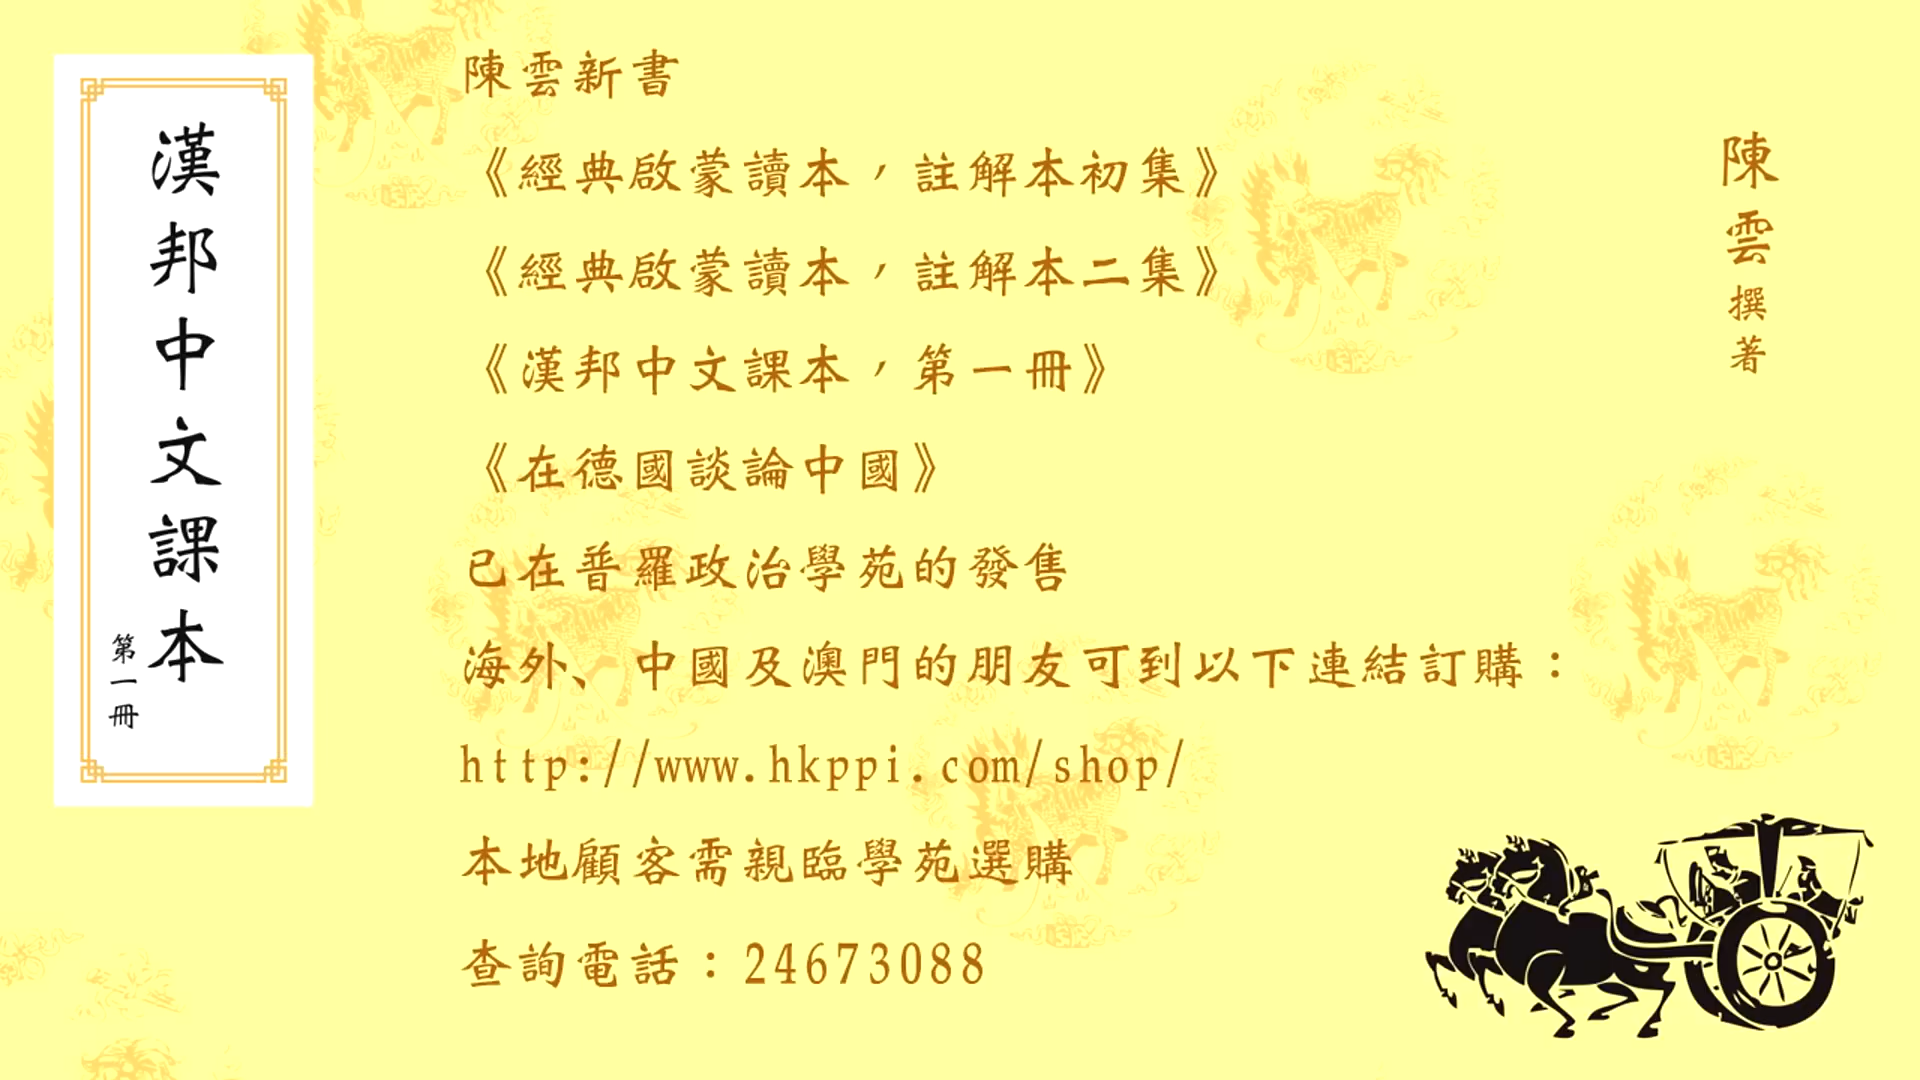 漢邦中文課本
第一冊
陳雲新書
《經典啟蒙讀本，註解本初集》
《經典啟蒙讀本，註解本二集》
《漢邦中文課本，第一冊》
《在德國談論中國》
已在普羅政治學苑的發售
海外、中國及澳門的朋友可到以下連結訂購：
http://www.hkppi.com/shop/
本地顧客需親臨學苑選購
查詢電話：24673088
陳雲撰著